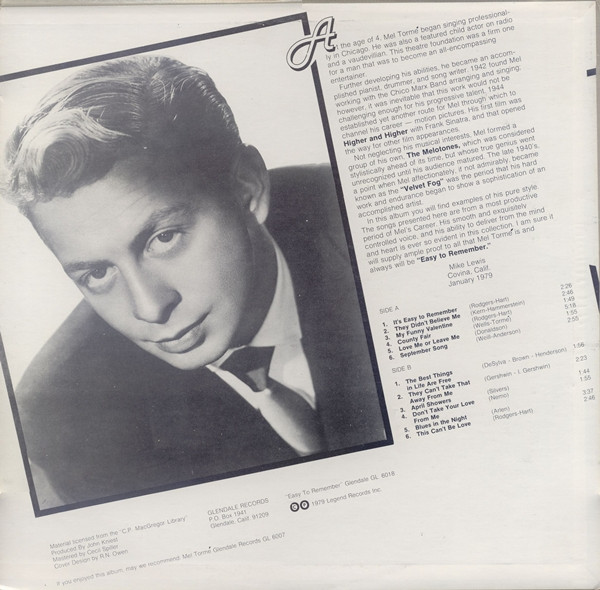 At the age of 4, Mel Tormé began singing professional-
ly in Chicago. He was also a featured child actor on radio
and a vaudevillian. This theatre foundation was a firm one
for a man that was to become an all-encompassing
entertainer.
Further developing his abilities, he became an accom-
plished pianist, drummer, and song writer. 1942 found Mel
working with the Chico Marx Band arranging and singing;
however, it was inevitable that this work would not be
challenging enough for his progressive talent. 1944
established yet another route for Mel through which to
channel his career — motion pictures. His first film was
Higher and Higher with Frank Sinatra, and that opened
the way for other film appearances.
Not neglecting his musical interests, Mel formed a
group of his own, The Melotones, which was considered
stylistically ahead of its time, but whose true genius went
unrecognized until his audience matured. The late 1940's,
a point when Mel affectionately, if not admirably, became
known as the "Velvet Fog" was the period that his hard
work and endurance began to show a sophistication of an
accomplished artist.
In this album you will find examples of his pure style.
The songs presented here are from a most productive
period of Mel's Career. His smooth and exquisitely
controlled voice, and his ability to deliver from the mind
and heart is ever so evident in this collection. I am sure it
will supply ample proof to all that Mel Tormé is and
always will be "Easy to Remember."
Mike Lewis
Covina, Calif.
January 1979
SIDE A
1. It's Easy to Remember (Rodgers-Hart) 2:26
2. They Didn't Believe Me (Kern-Hammerstein) 2:46
3. My Funny Valentine (Rodgers-Hart) 1:49
4. County Fair (Wells-Tormé) 5:18
5. Love Me or Leave Me (Donaldson) 1:55
6. September Song (Weill-Anderson) 2:55
SIDE B
1. The Best Things
in Life Are Free (DeSylva - Brown - Henderson) 1:56
2. They Can't Take That
Away From Me (Gershwin - I. Gershwin) 2:23
3. April Showers (Silvers) 1:44
4. Don't Take Your Love
From Me (Nemo) 1:55
5. Blues in the Night (Arlen) 3:37
6. This Can't Be Love (Rodgers-Hart) 2:46
"Easy To Remember" Glendale GL 6018
℗ © 1979 Legend Records Inc.
GLENDALE RECORDS
P.O. Box 1941
Glendale, Calif. 91209
Material licensed from the "C.P. MacGregor Library"
Produced By John
Mastered by Cecil Spiller
Cover Design by R.N. Owen
If you enjoyed this album, may we recommend: Mel Tormé Glendale Records GL 6007